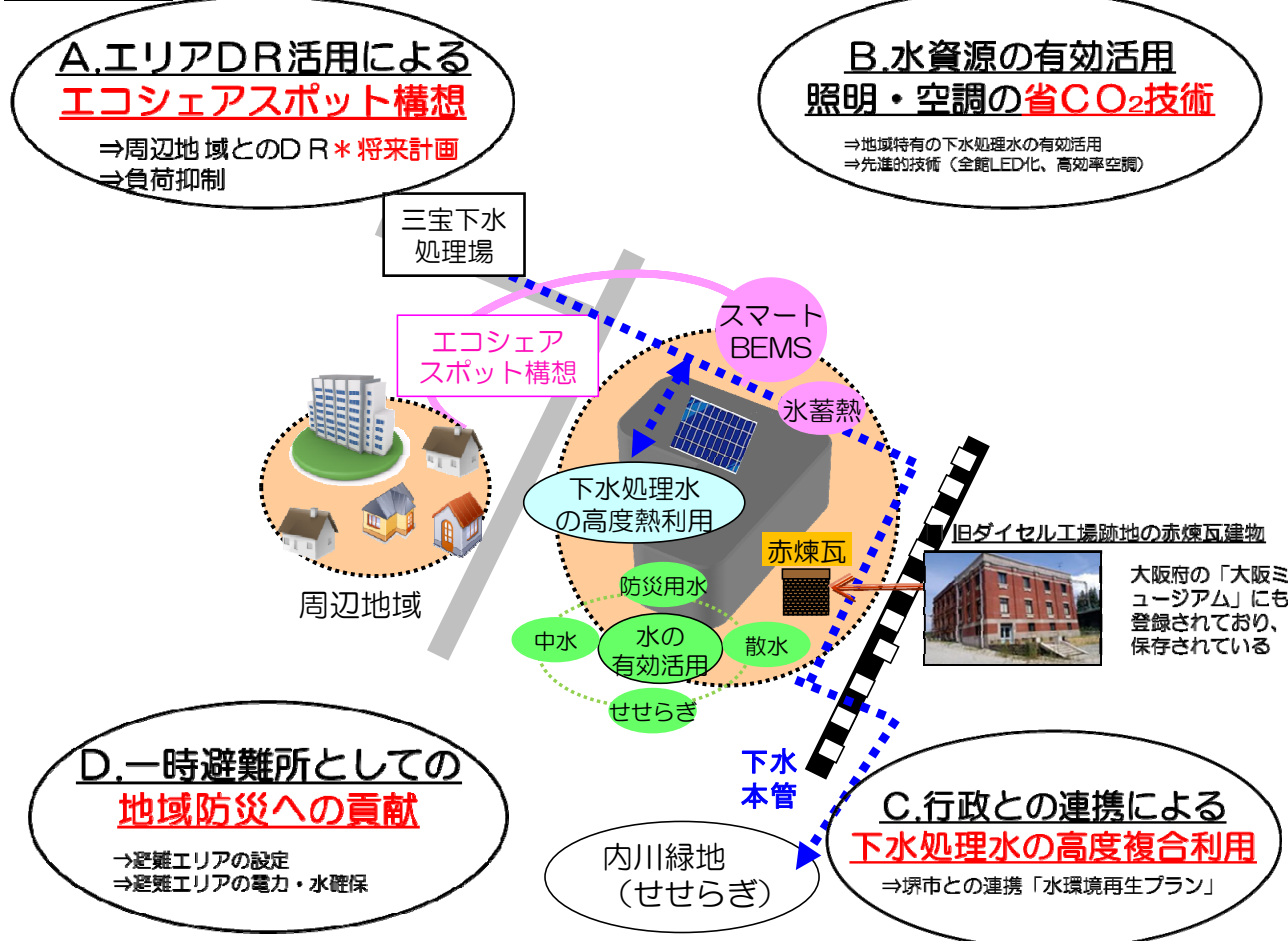 A.エリアDR活用による
エコシェアスポット構想
⇒周辺地域とのDR＊将来計画
⇒負荷抑制
B.水資源の有効活用
照明・空調の省CO2技術
⇒地域特有の下水処理水の有効活用
⇒先進的技術（全館LED化、高効率空調）
三宝下水
処理場
エコシェア
スポット構想
スマート
BEMS
氷蓄熱
下水処理水
の高度熱利用
赤煉瓦
旧ダイセル工場跡地の赤煉瓦建物
大阪府の「大阪ミ
ュージアム」にも
登録されており、
保存されている
周辺地域
防災用水
中水
水の
有効活用
散水
せせらぎ
下水
本管
D.一時避難所としての
地域防災への貢献
→避難エリアの設定
⇒避難エリアの電力・水確保
内川緑地
（せせらぎ）
C.行政との連携による
下水処理水の高度複合利用
⇒堺市との連携「水環境再生プラン」